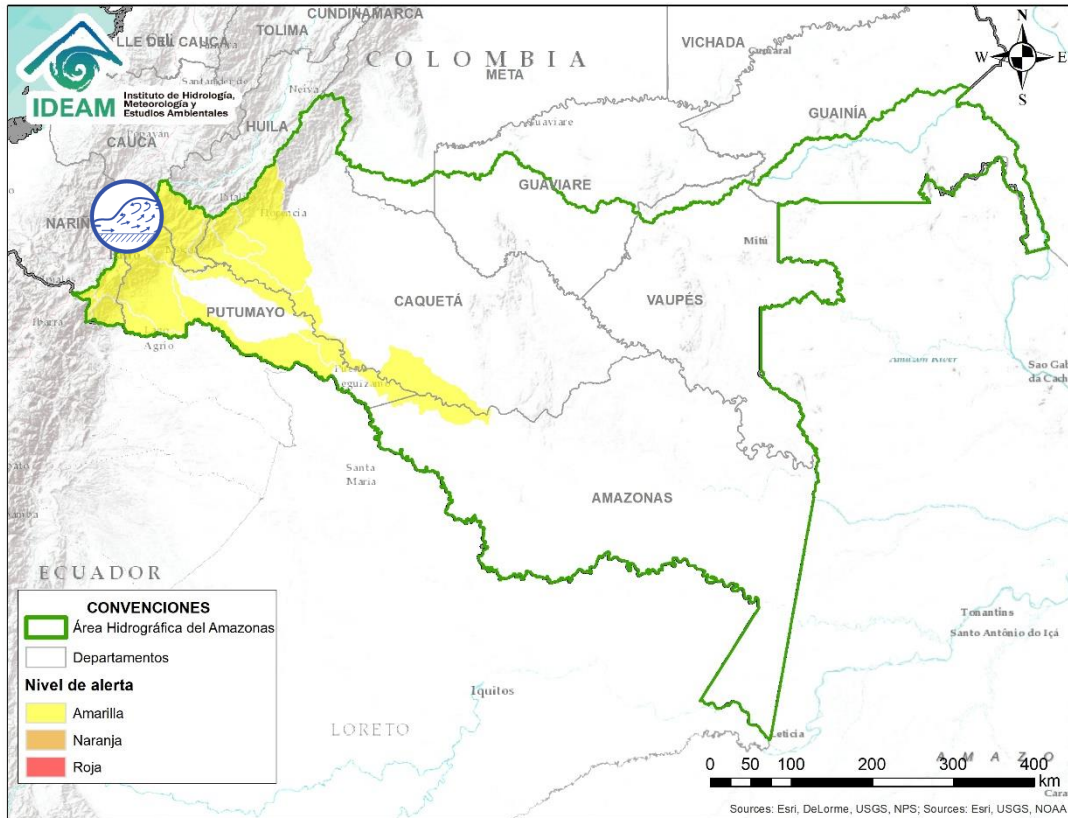 CUNDINAMARCA
TOLIMA
LLE DEL CAUCA
COLOMBIA
VICHADA
META
N
W
E
S
IDEAM
Instituto de Hidrología,
Meteorología y
Estudios Ambientales
Neiva
HUILA
CAUCA
GUAINÍA
GUAVIARE
Florencia
NARIÑ
Mitú
CAQUETÁ
VAUPÉS
PUTUMAYO
Ibarra
Agrio
Santa
Maria
AMAZONAS
ECUADOR
CONVENCIONES
Área Hidrográfica del Amazonas
Departamentos
Nivel de alerta
Amarilla
Naranja
Roja
Iquitos
LORETO
Sao Gab
da Cach
Tonantins
Santo Antônio do Içá
Leticia
AMAZO
0 50 100 200 300 400
km
Sources: Esri, DeLorme, USGS, NPS; Sources: Esri, USGS, NOAA